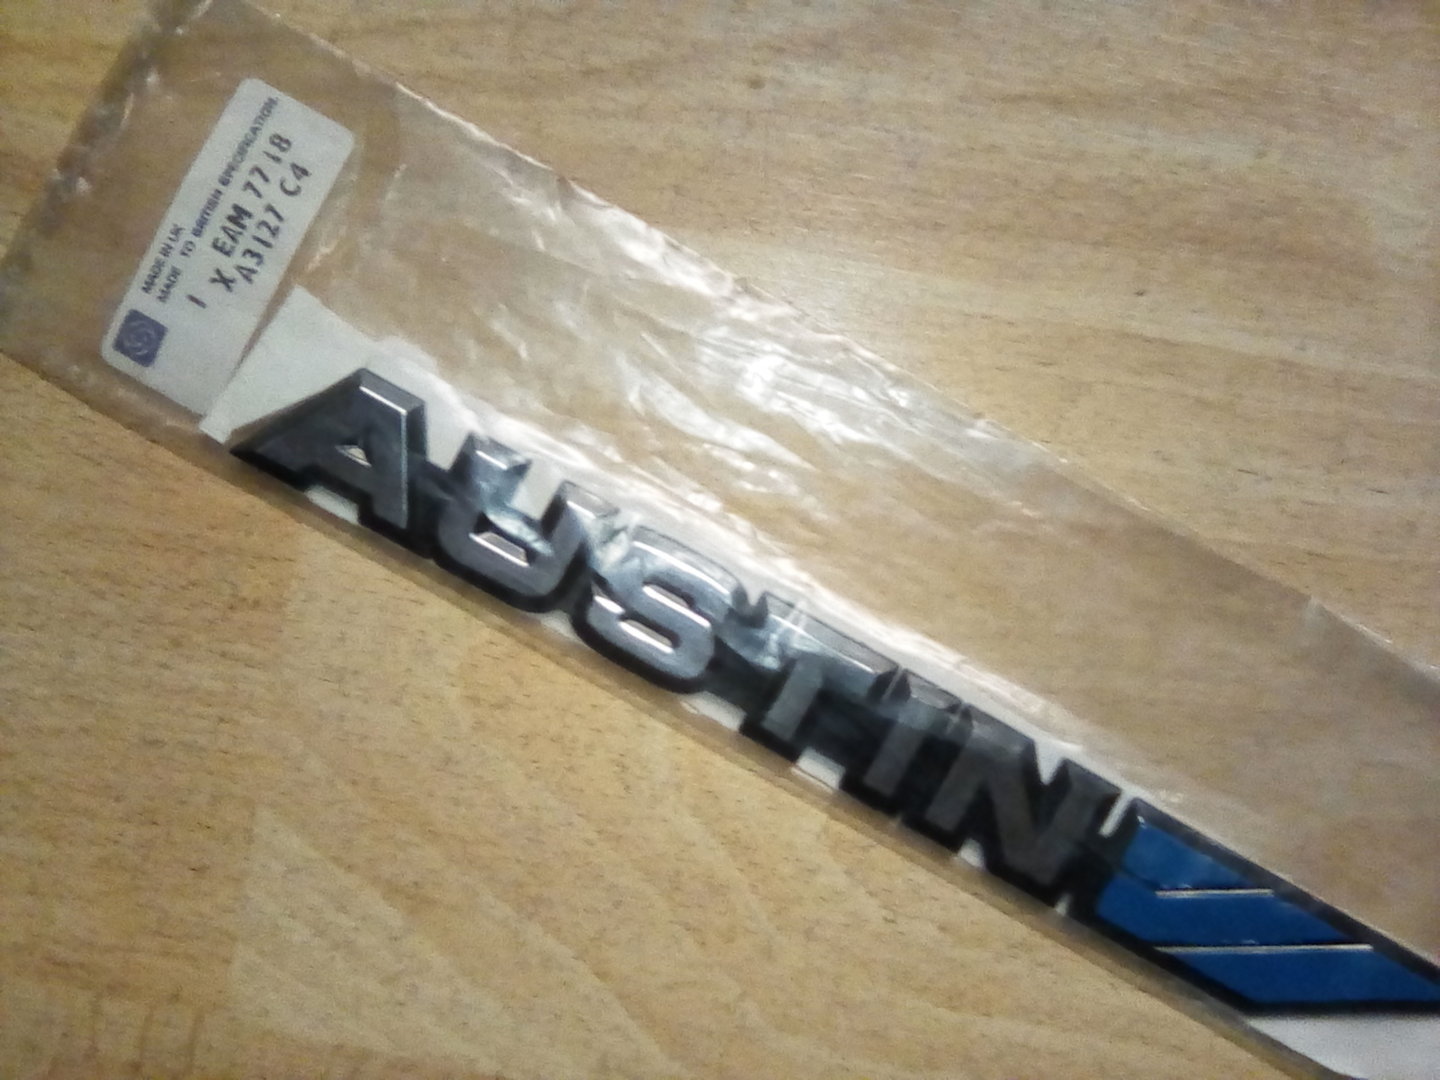 MADE IN UK
MADE TO BRITISH SPECIFICATION.
1 X EAM 7718
A3127 C4
AUSTIN